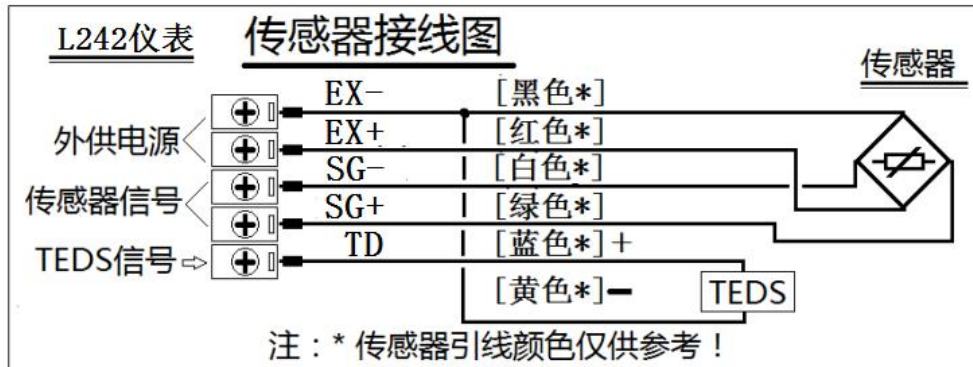 L242仪表 传感器接线图
传感器
EX- [黑色*]
外供电源 EX+ [红色*]
SG- [白色*]
传感器信号 SG+ [绿色*]
TEDS信号⇨ TD [蓝色*]+
[黄色*]- TEDS
注：* 传感器引线颜色仅供参考！